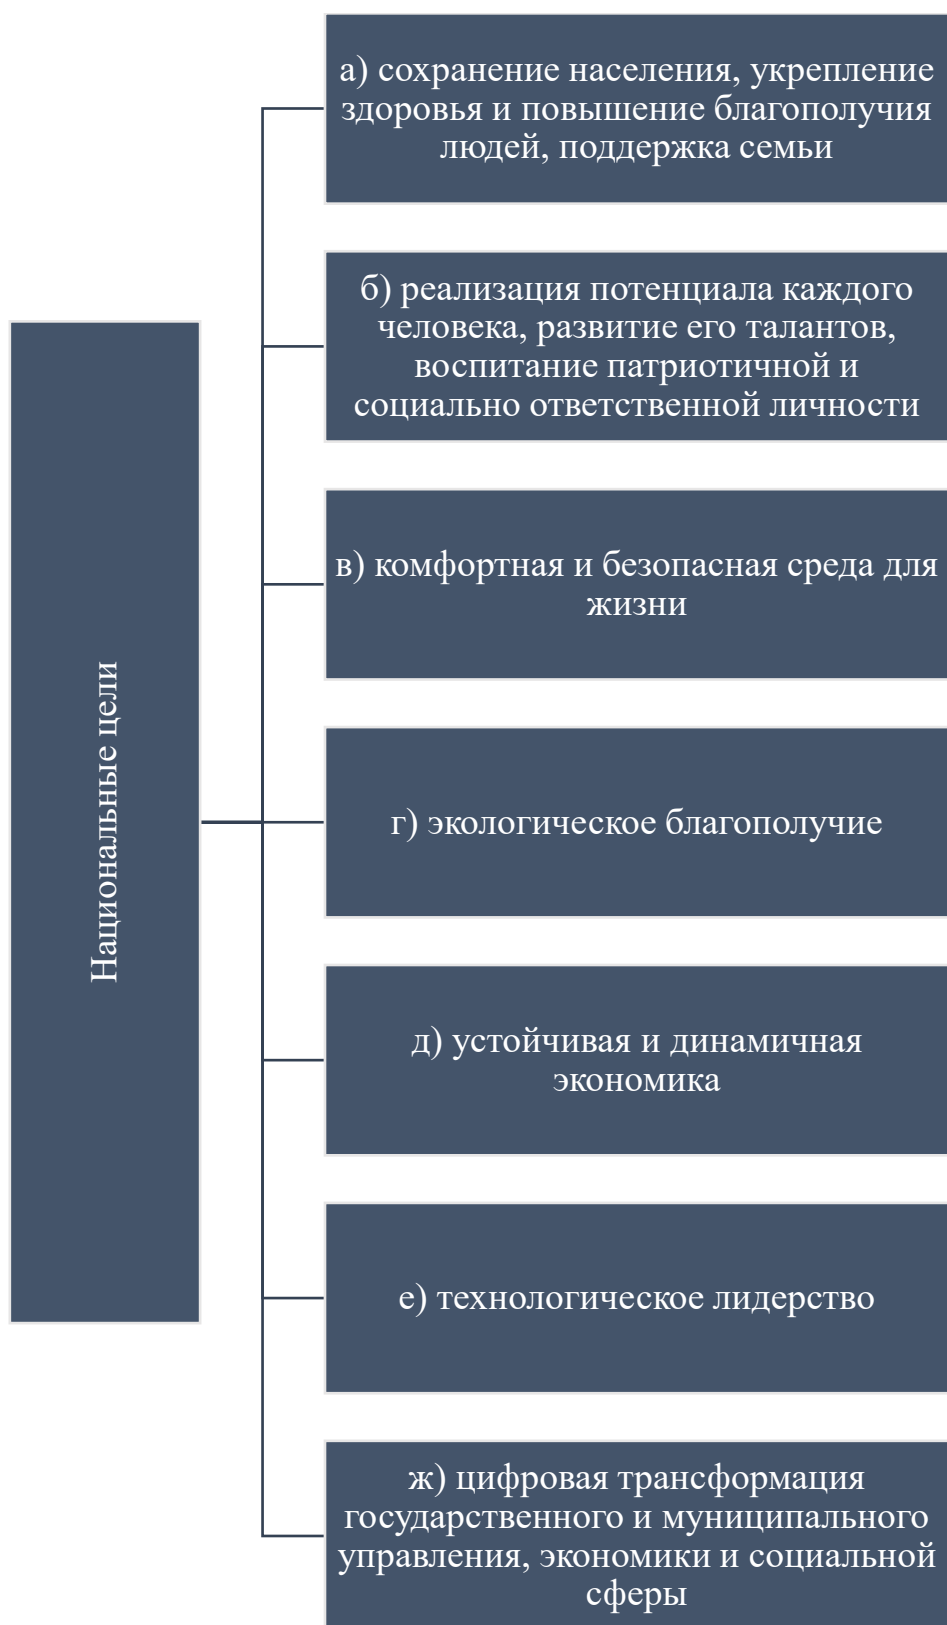 Национальные цели
а) сохранение населения, укрепление
здоровья и повышение благополучия
людей, поддержка семьи
б) реализация потенциала каждого
человека, развитие его талантов,
воспитание патриотичной и
социально ответственной личности
в) комфортная и безопасная среда для
жизни
г) экологическое благополучие
д) устойчивая и динамичная
экономика
е) технологическое лидерство
ж) цифровая трансформация
государственного и муниципального
управления, экономики и социальной
сферы